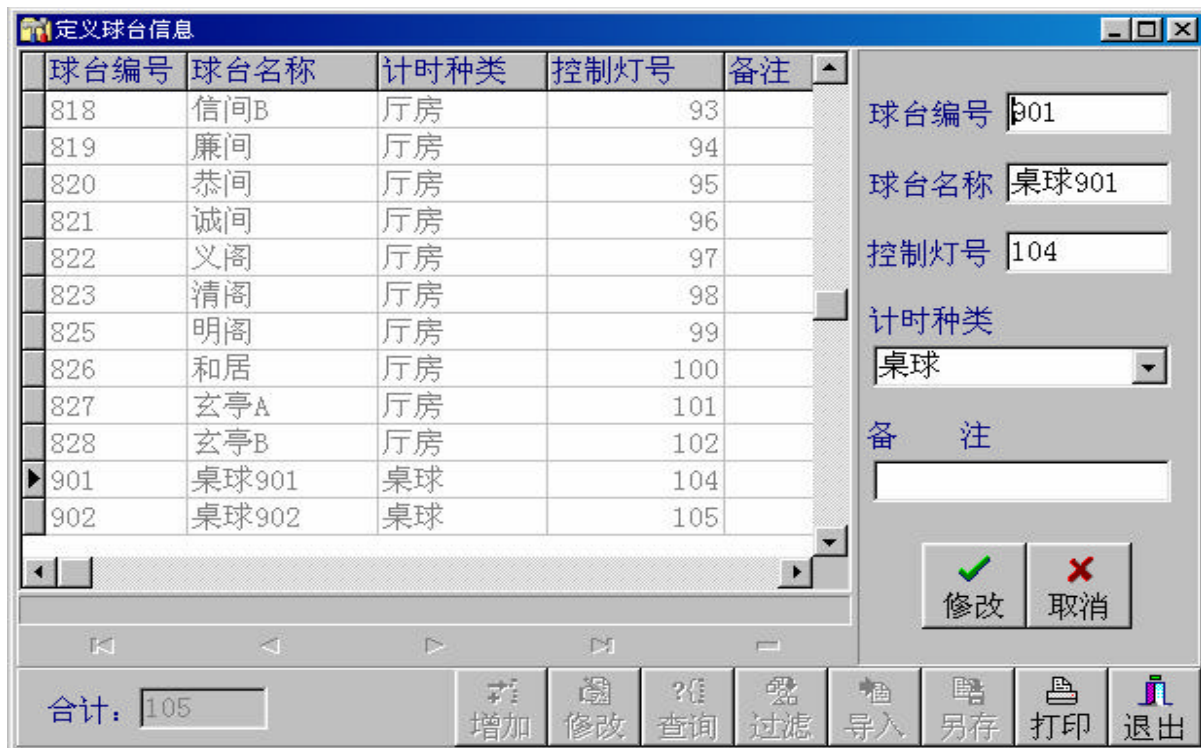 定义球台信息
球台编号 球台名称 计时种类 控制灯号 备注
818 信间B 厅房 93
819 廉间 厅房 94
820 恭间 厅房 95
821 诚间 厅房 96
822 义阁 厅房 97
823 清阁 厅房 98
825 明阁 厅房 99
826 和居 厅房 100
827 玄亭A 厅房 101
828 玄亭B 厅房 102
901 桌球901 桌球 104
902 桌球902 桌球 105
球台编号 901
球台名称 桌球901
控制灯号 104
计时种类
桌球
备 注
修改 取消
合计: 105 增加 修改 查询 过滤 导入 另存 打印 退出